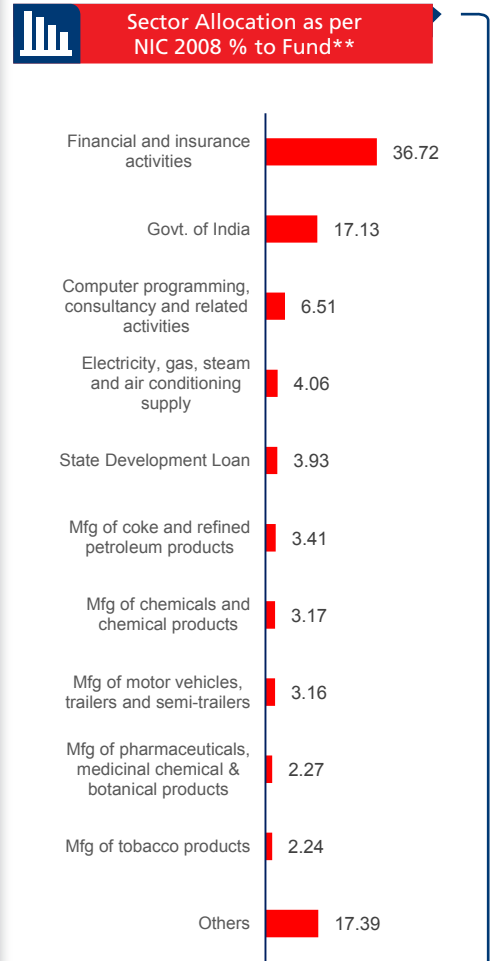 Sector Allocation as per
NIC 2008 % to Fund**
Financial and insurance
activities
36.72
Govt. of India
17.13
Computer programming,
consultancy and related
activities
6.51
Electricity, gas, steam
and air conditioning
supply
4.06
State Development Loan
3.93
Mfg of coke and refined
petroleum products
3.41
Mfg of chemicals and
chemical products
3.17
Mfg of motor vehicles,
trailers and semi-trailers
3.16
Mfg of pharmaceuticals,
medicinal chemical &
botanical products
2.27
Mfg of tobacco products
2.24
Others
17.39